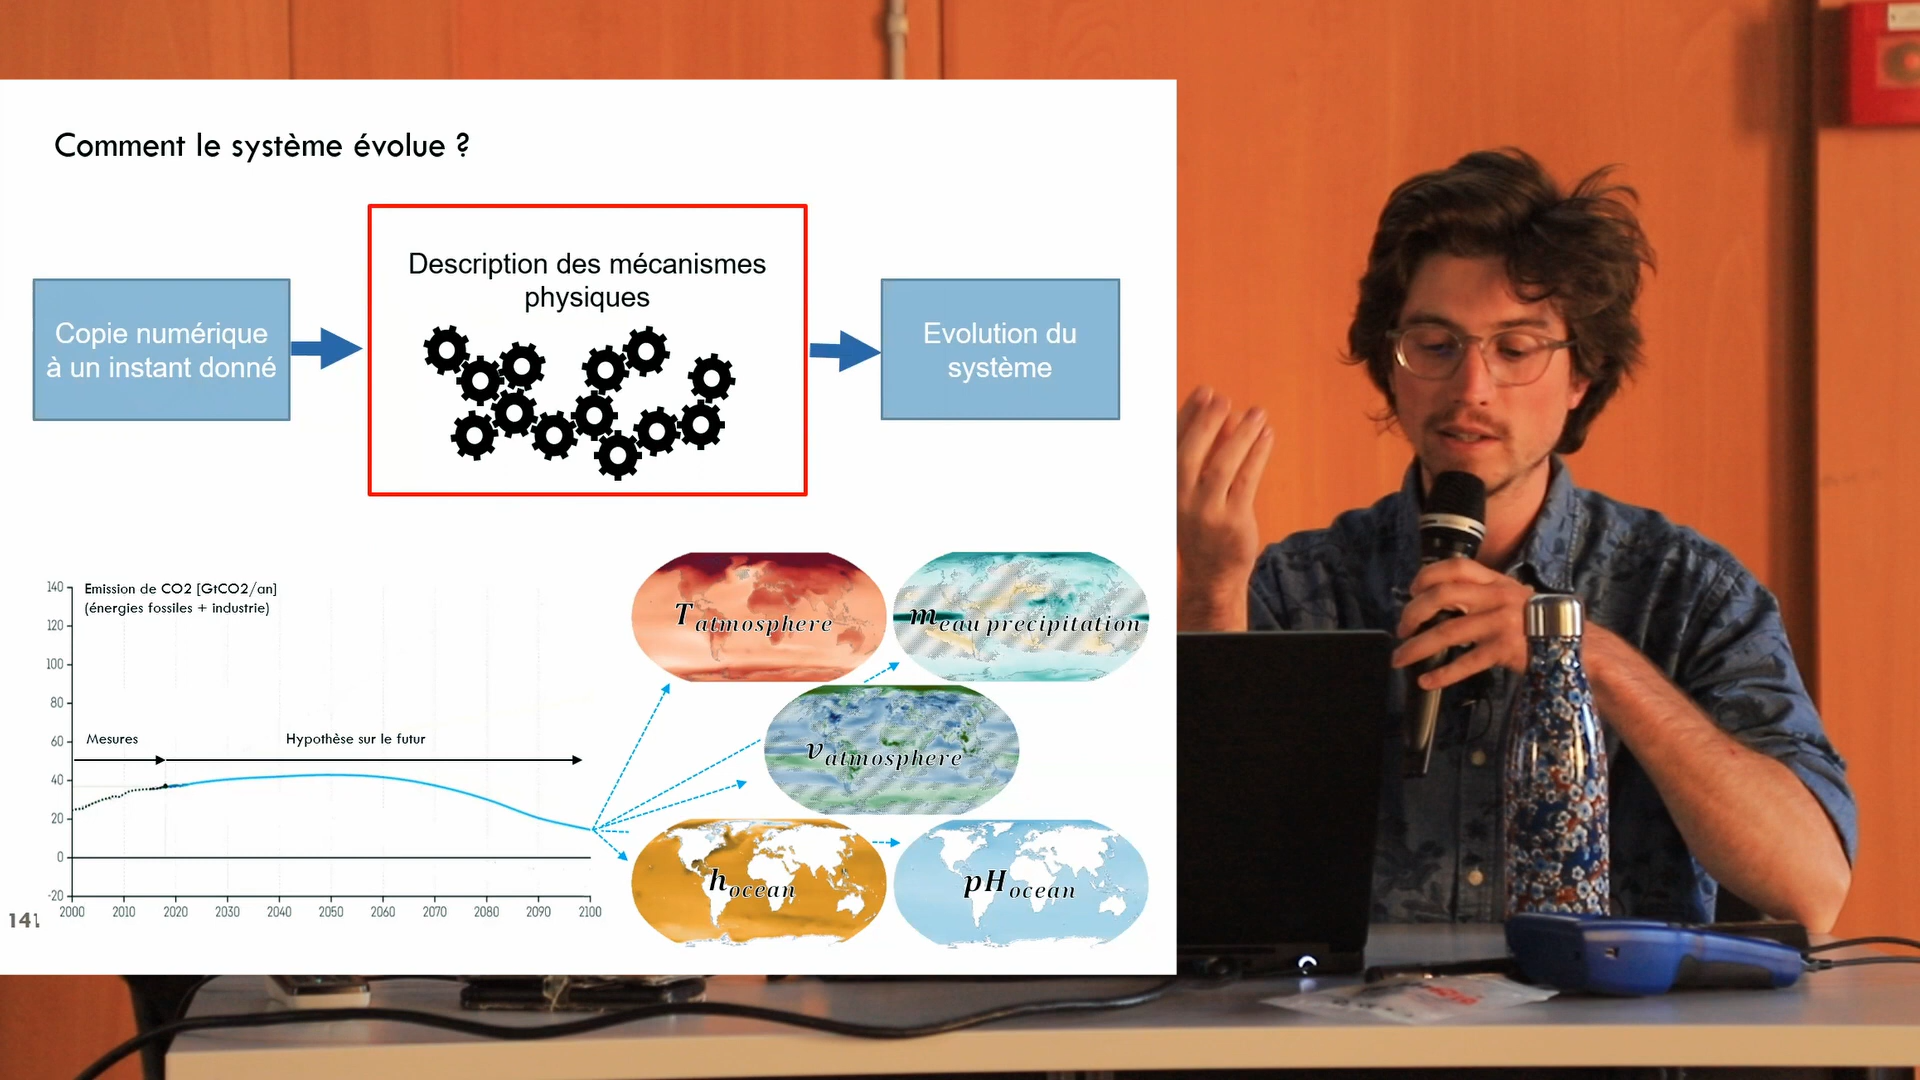 Comment le système évolue ?
Copie numérique
à un instant donné
Description des mécanismes
physiques
Evolution du
système
Emission de CO2 [GtCO2/an]
(énergies fossiles + industrie)
140
120
100
80
60
40
20
0
-20
Mesures
Hypothèse sur le futur
2000 2010 2020 2030 2040 2050 2060 2070 2080 2090 2100
T atmosphere
m eau precipitation
v atmosphere
h ocean
pH ocean
141